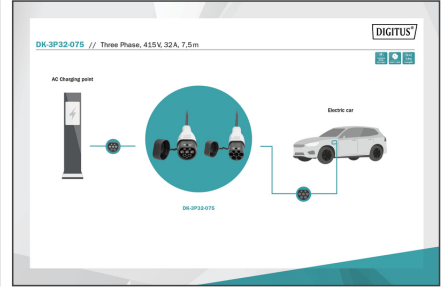 DIGITUS®
DK-3P32-075 // Three Phase, 415V, 32A, 7,5m
AC Charging point
Electric car
DK-3P32-075